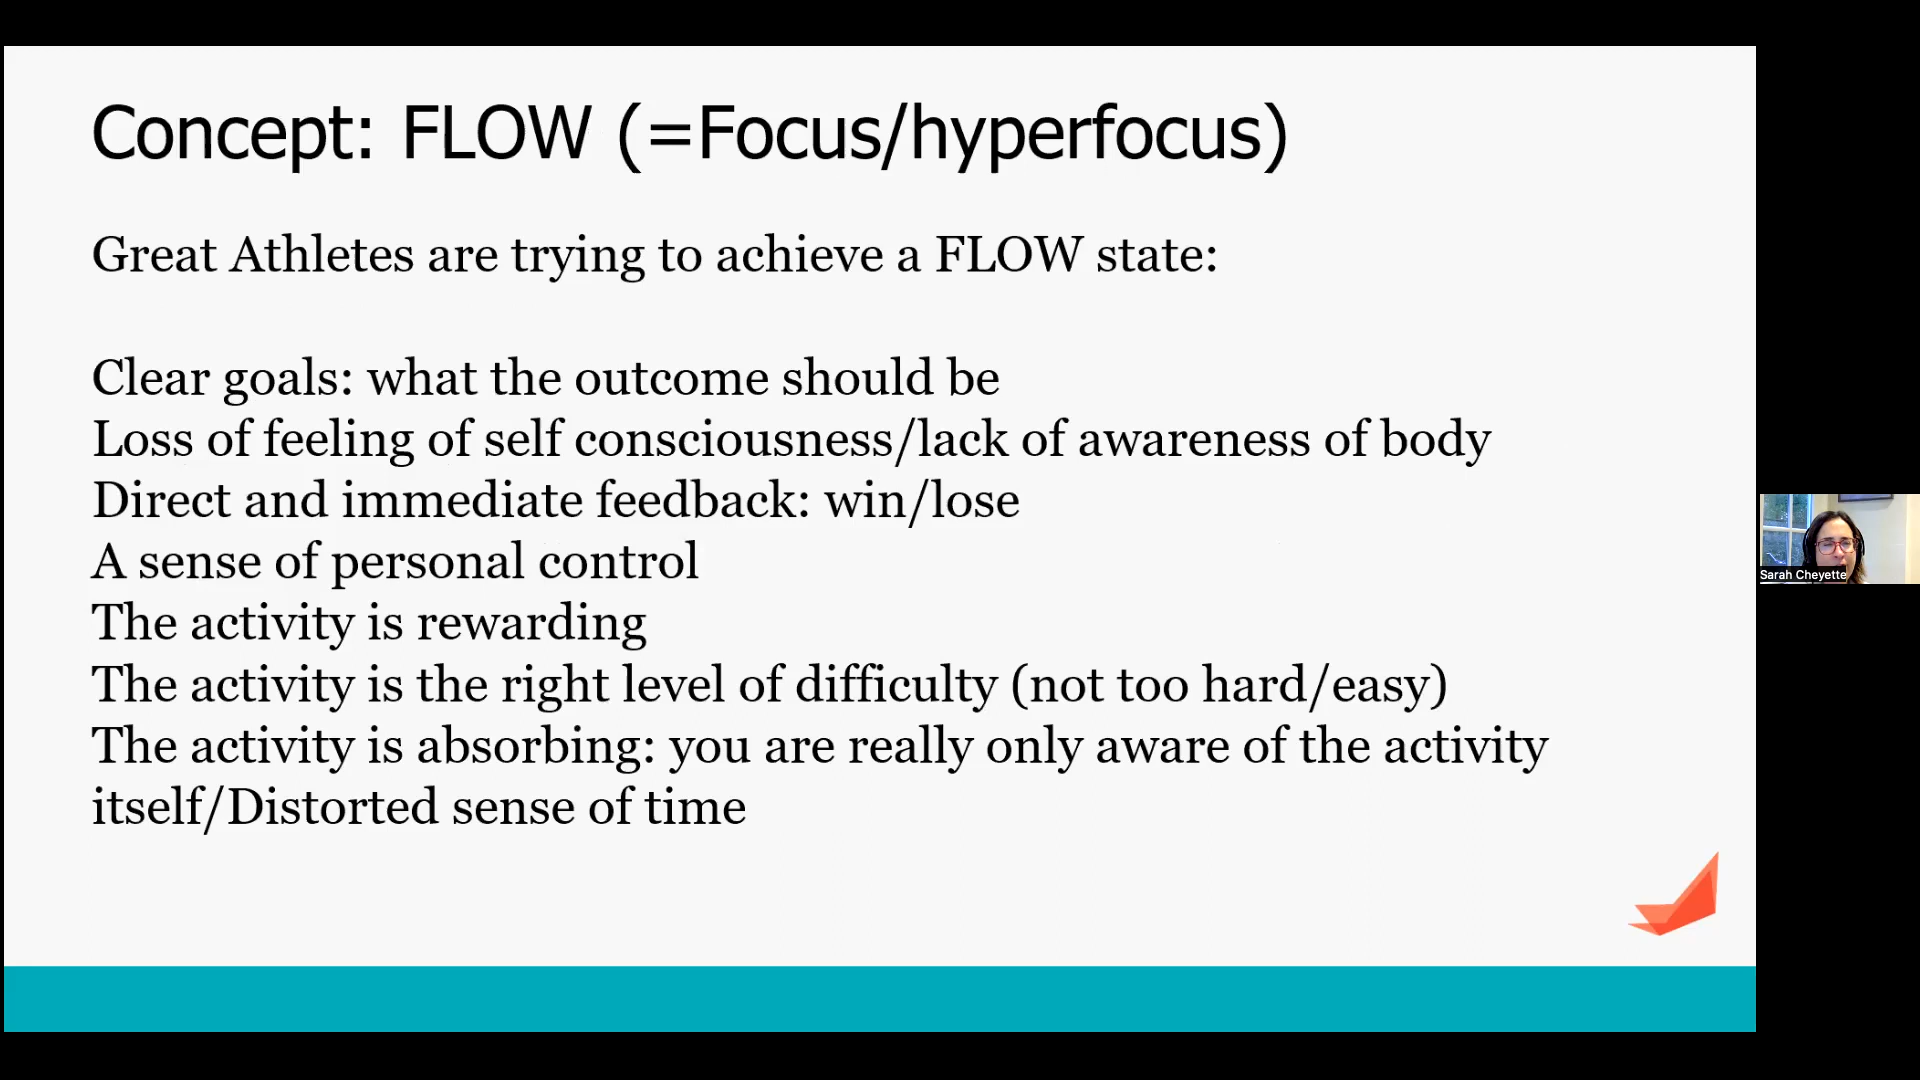 Concept: FLOW (=Focus/hyperfocus)
Great Athletes are trying to achieve a FLOW state:
Clear goals: what the outcome should be
Loss of feeling of self consciousness/lack of awareness of body
Direct and immediate feedback: win/lose
A sense of personal control
The activity is rewarding
The activity is the right level of difficulty (not too hard/easy)
The activity is absorbing: you are really only aware of the activity
itself/Distorted sense of time
Sarah Cheyette